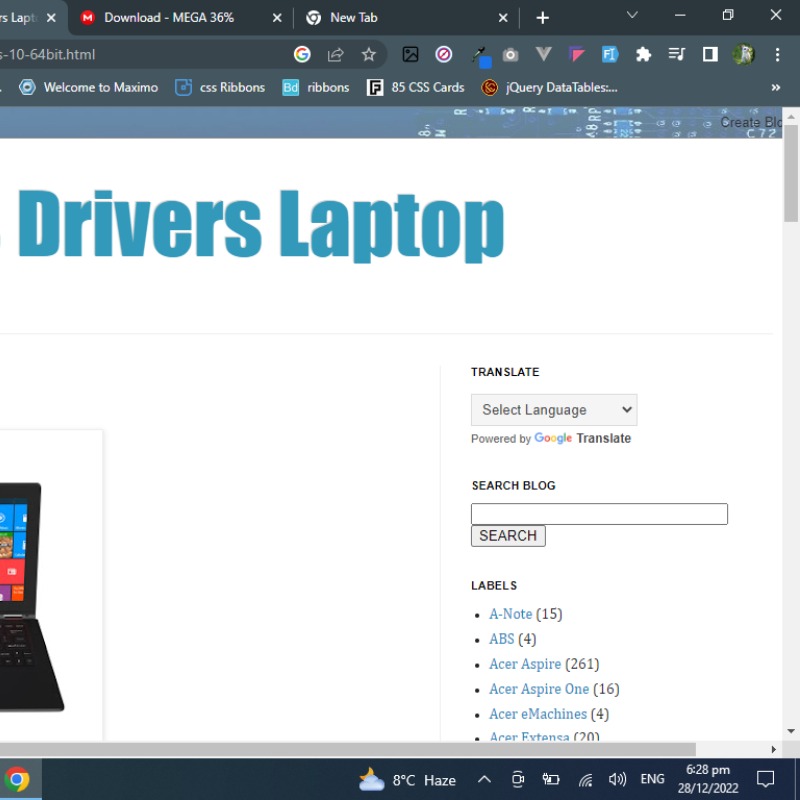 rs Lapt
Download - MEGA 36%
New Tab
s-10-64bit.html
Welcome to Maximo
css Ribbons
Bd ribbons
85 CSS Cards
jQuery DataTables:...
Create Blo
Drivers Laptop
TRANSLATE
Select Language
Powered by Google Translate
SEARCH BLOG
SEARCH
LABELS
A-Note (15)
ABS (4)
Acer Aspire (261)
Acer Aspire One (16)
Acer eMachines (4)
Acer Extensa (20)
8°C Haze
ENG
6:28 pm
28/12/2022